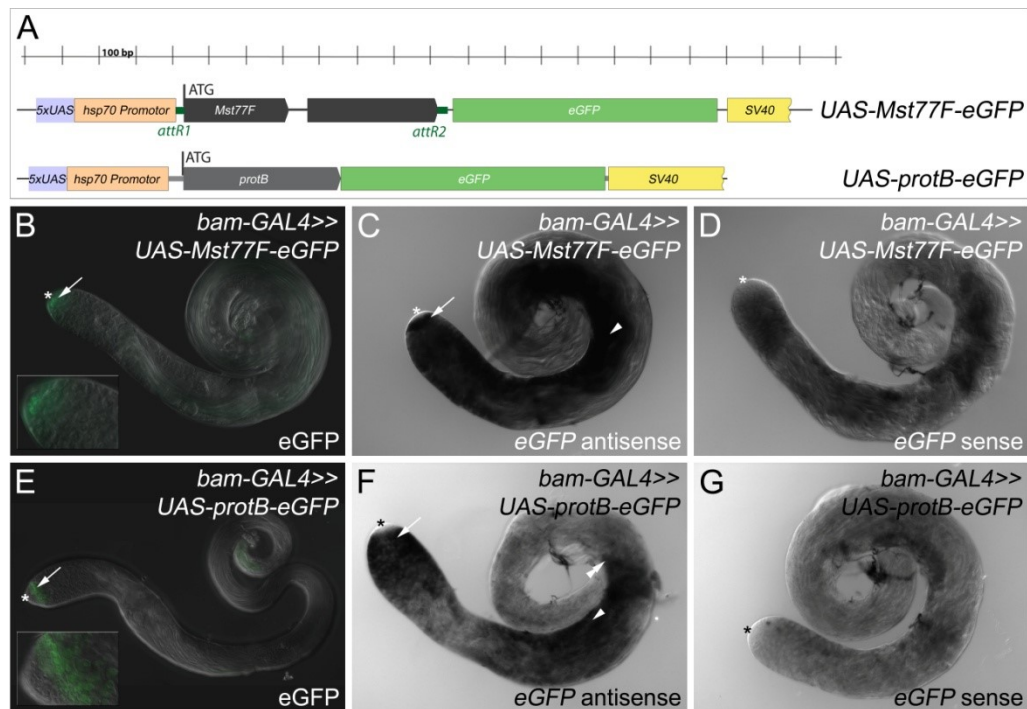 A
100 bp
ATG
5xUAS hsp70 Promotor Mst77F eGFP SV40 UAS-Mst77F-eGFP
attR1 attR2
ATG
5xUAS hsp70 Promotor protB eGFP SV40 UAS-protB-eGFP
B bam-GAL4>>
UAS-Mst77F-eGFP
*
eGFP
C bam-GAL4>>
UAS-Mst77F-eGFP
*
eGFP antisense
D bam-GAL4>>
UAS-Mst77F-eGFP
*
eGFP sense
E bam-GAL4>>
UAS-protB-eGFP
*
eGFP
F bam-GAL4>>
UAS-protB-eGFP
*
eGFP antisense
G bam-GAL4>>
UAS-protB-eGFP
*
eGFP sense